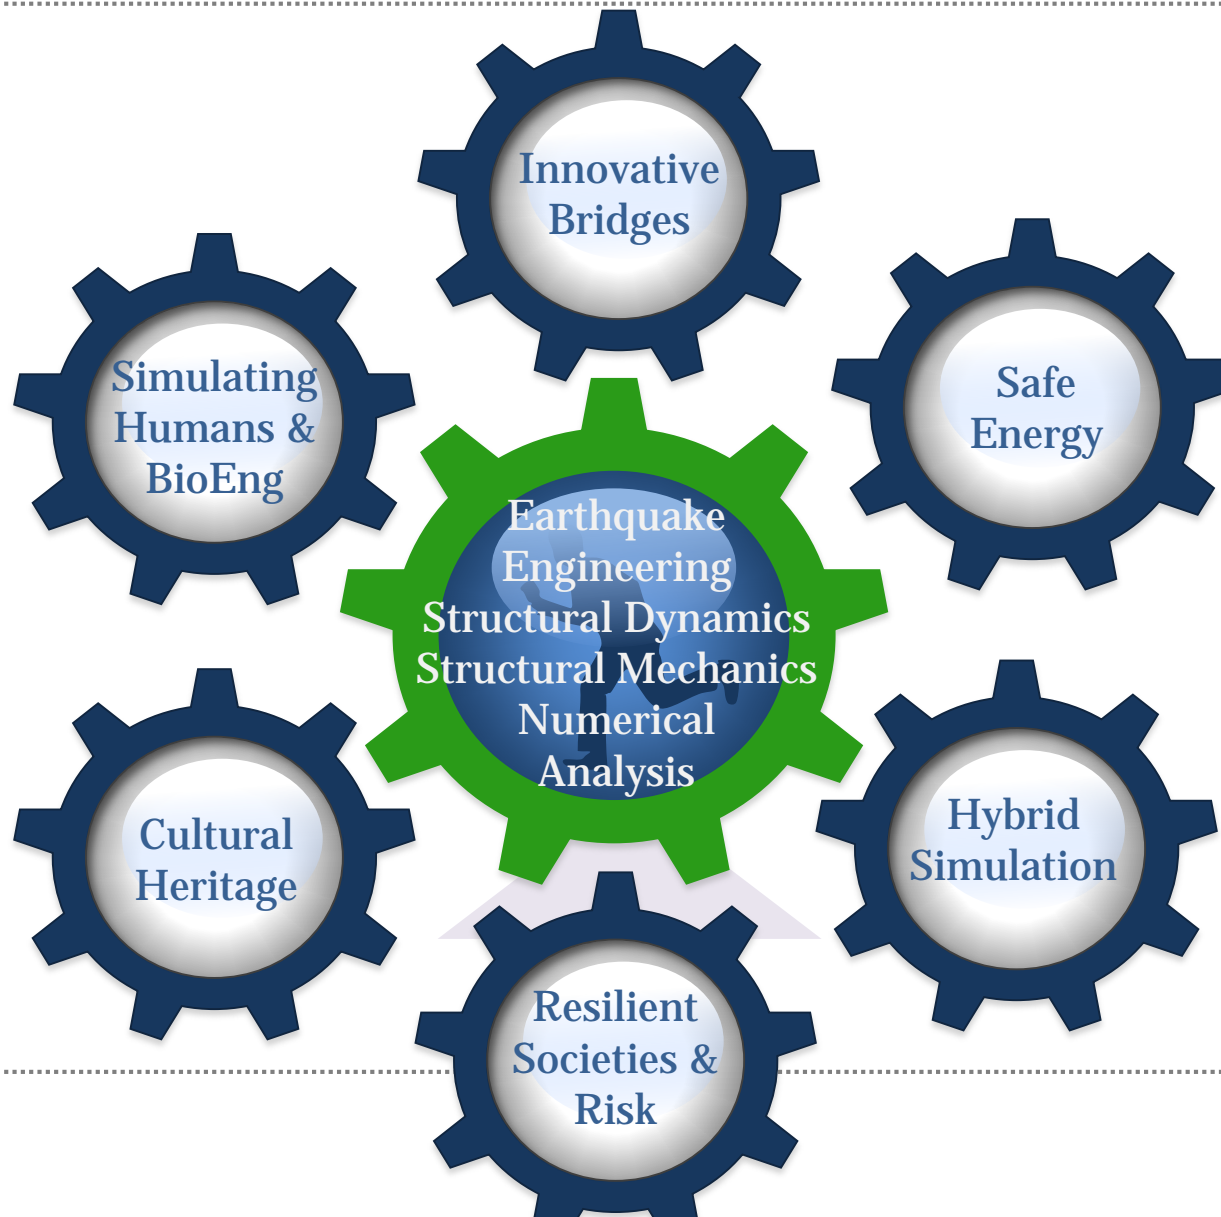 Innovative
Bridges
Simulating
Humans &
BioEng
Safe
Energy
Earthquake
Engineering
Structural Dynamics
Structural Mechanics
Numerical
Analysis
Cultural
Heritage
Hybrid
Simulation
Resilient
Societies &
Risk